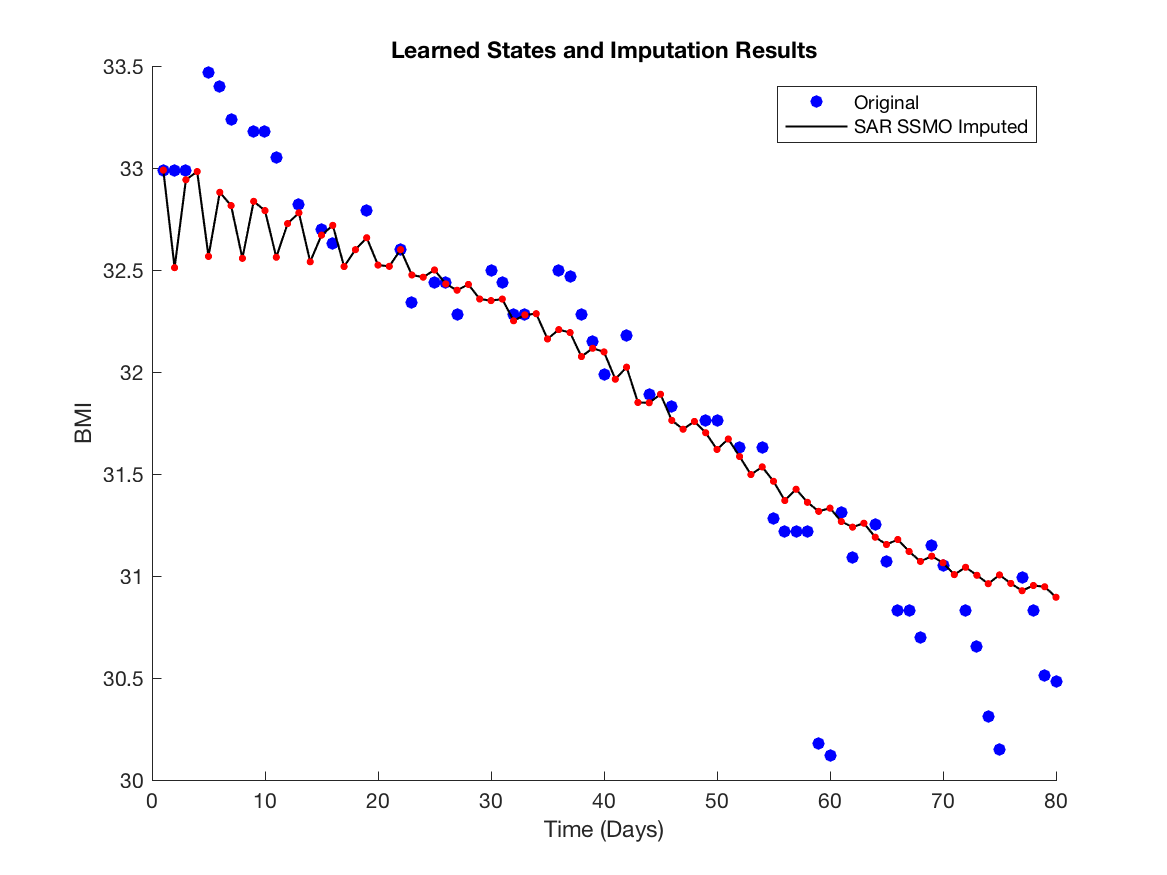 Learned States and Imputation Results
33.5
Original
SAR SSMO Imputed
33
32.5
32
BMI
31.5
31
30.5
30
0 10 20 30 40 50 60 70 80
Time (Days)